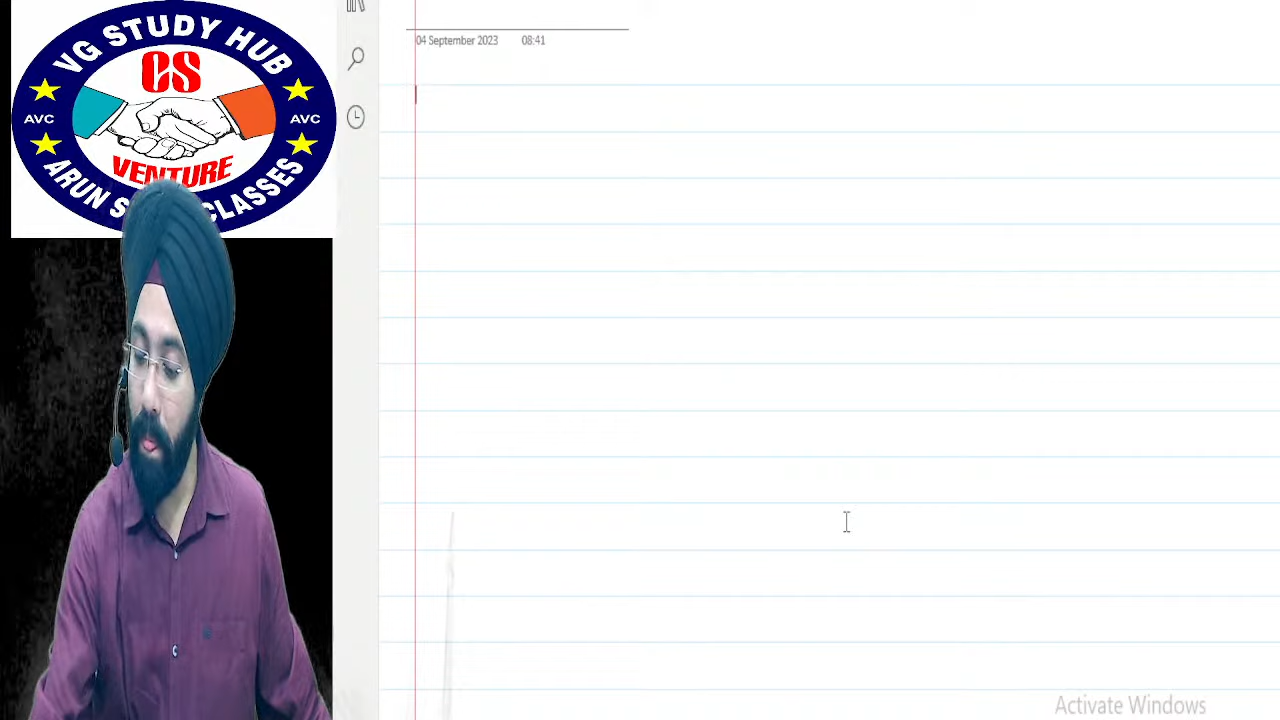 VG STUDY HUB
CS
AVC
AVC
VENTURE
ARUN S CLASSES
04 September 2023 08:41
Activate Windows